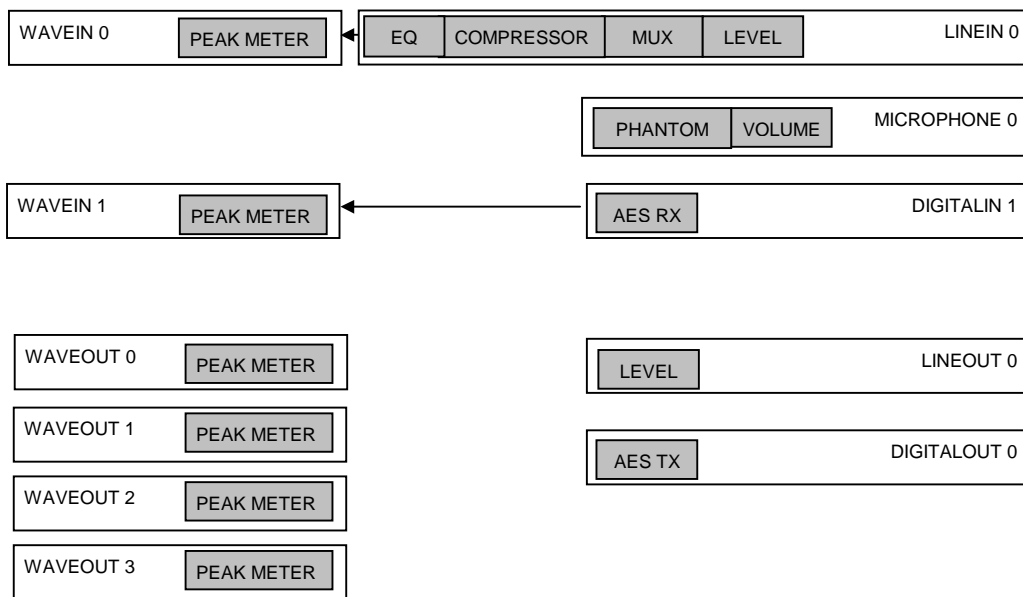 WAVEIN 0 PEAK METER EQ COMPRESSOR MUX LEVEL LINEIN 0
PHANTOM VOLUME MICROPHONE 0
WAVEIN 1 PEAK METER AES RX DIGITALIN 1
WAVEOUT 0 PEAK METER LEVEL LINEOUT 0
WAVEOUT 1 PEAK METER AES TX DIGITALOUT 0
WAVEOUT 2 PEAK METER
WAVEOUT 3 PEAK METER